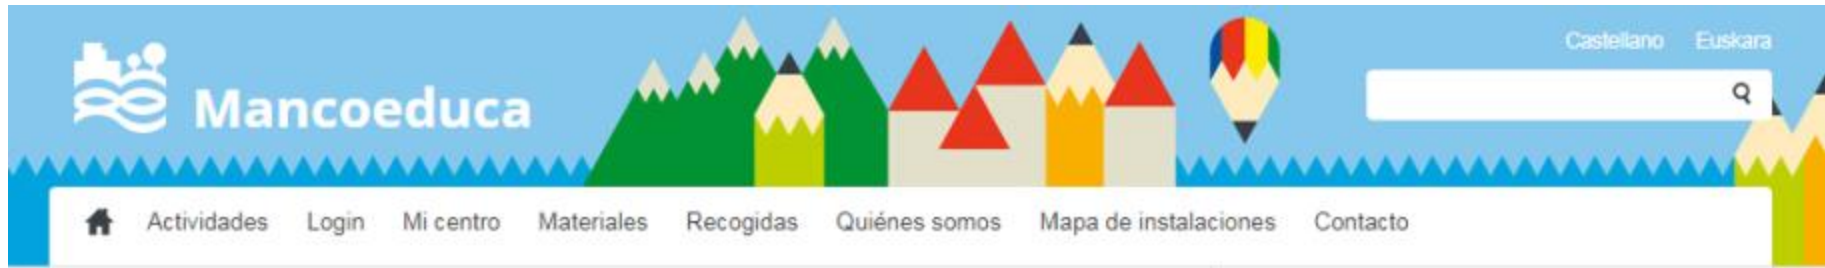 Castellano Euskara
Mancoeduca
Actividades Login Mi centro Materiales Recogidas Quiénes somos Mapa de instalaciones Contacto